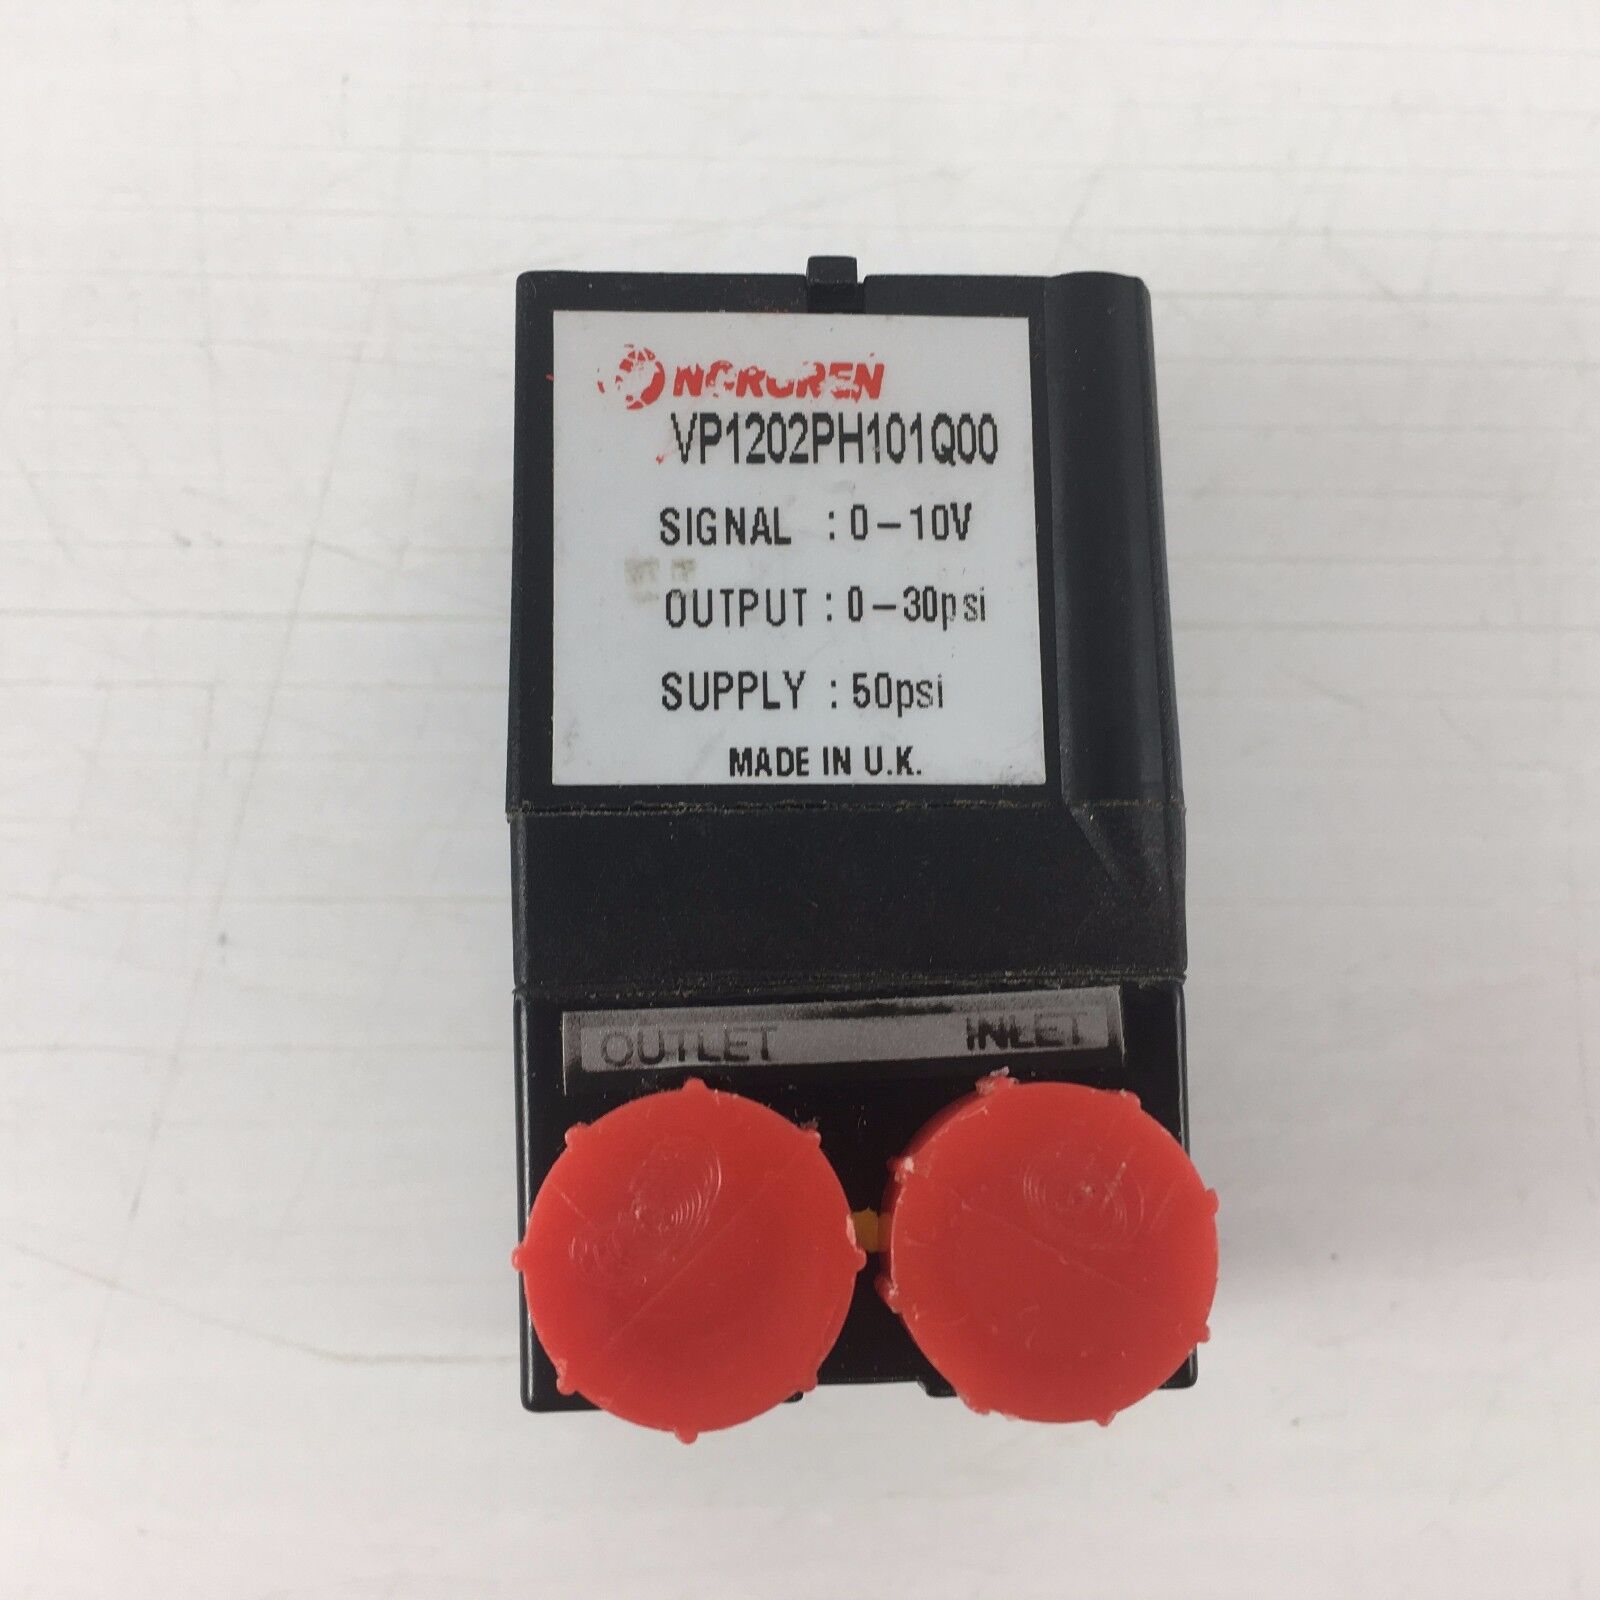 NORGREN
VP1202PH101Q00
SIGNAL : 0-10V
OUTPUT : 0-30psi
SUPPLY : 50psi
MADE IN U.K.
OUTLET INLET